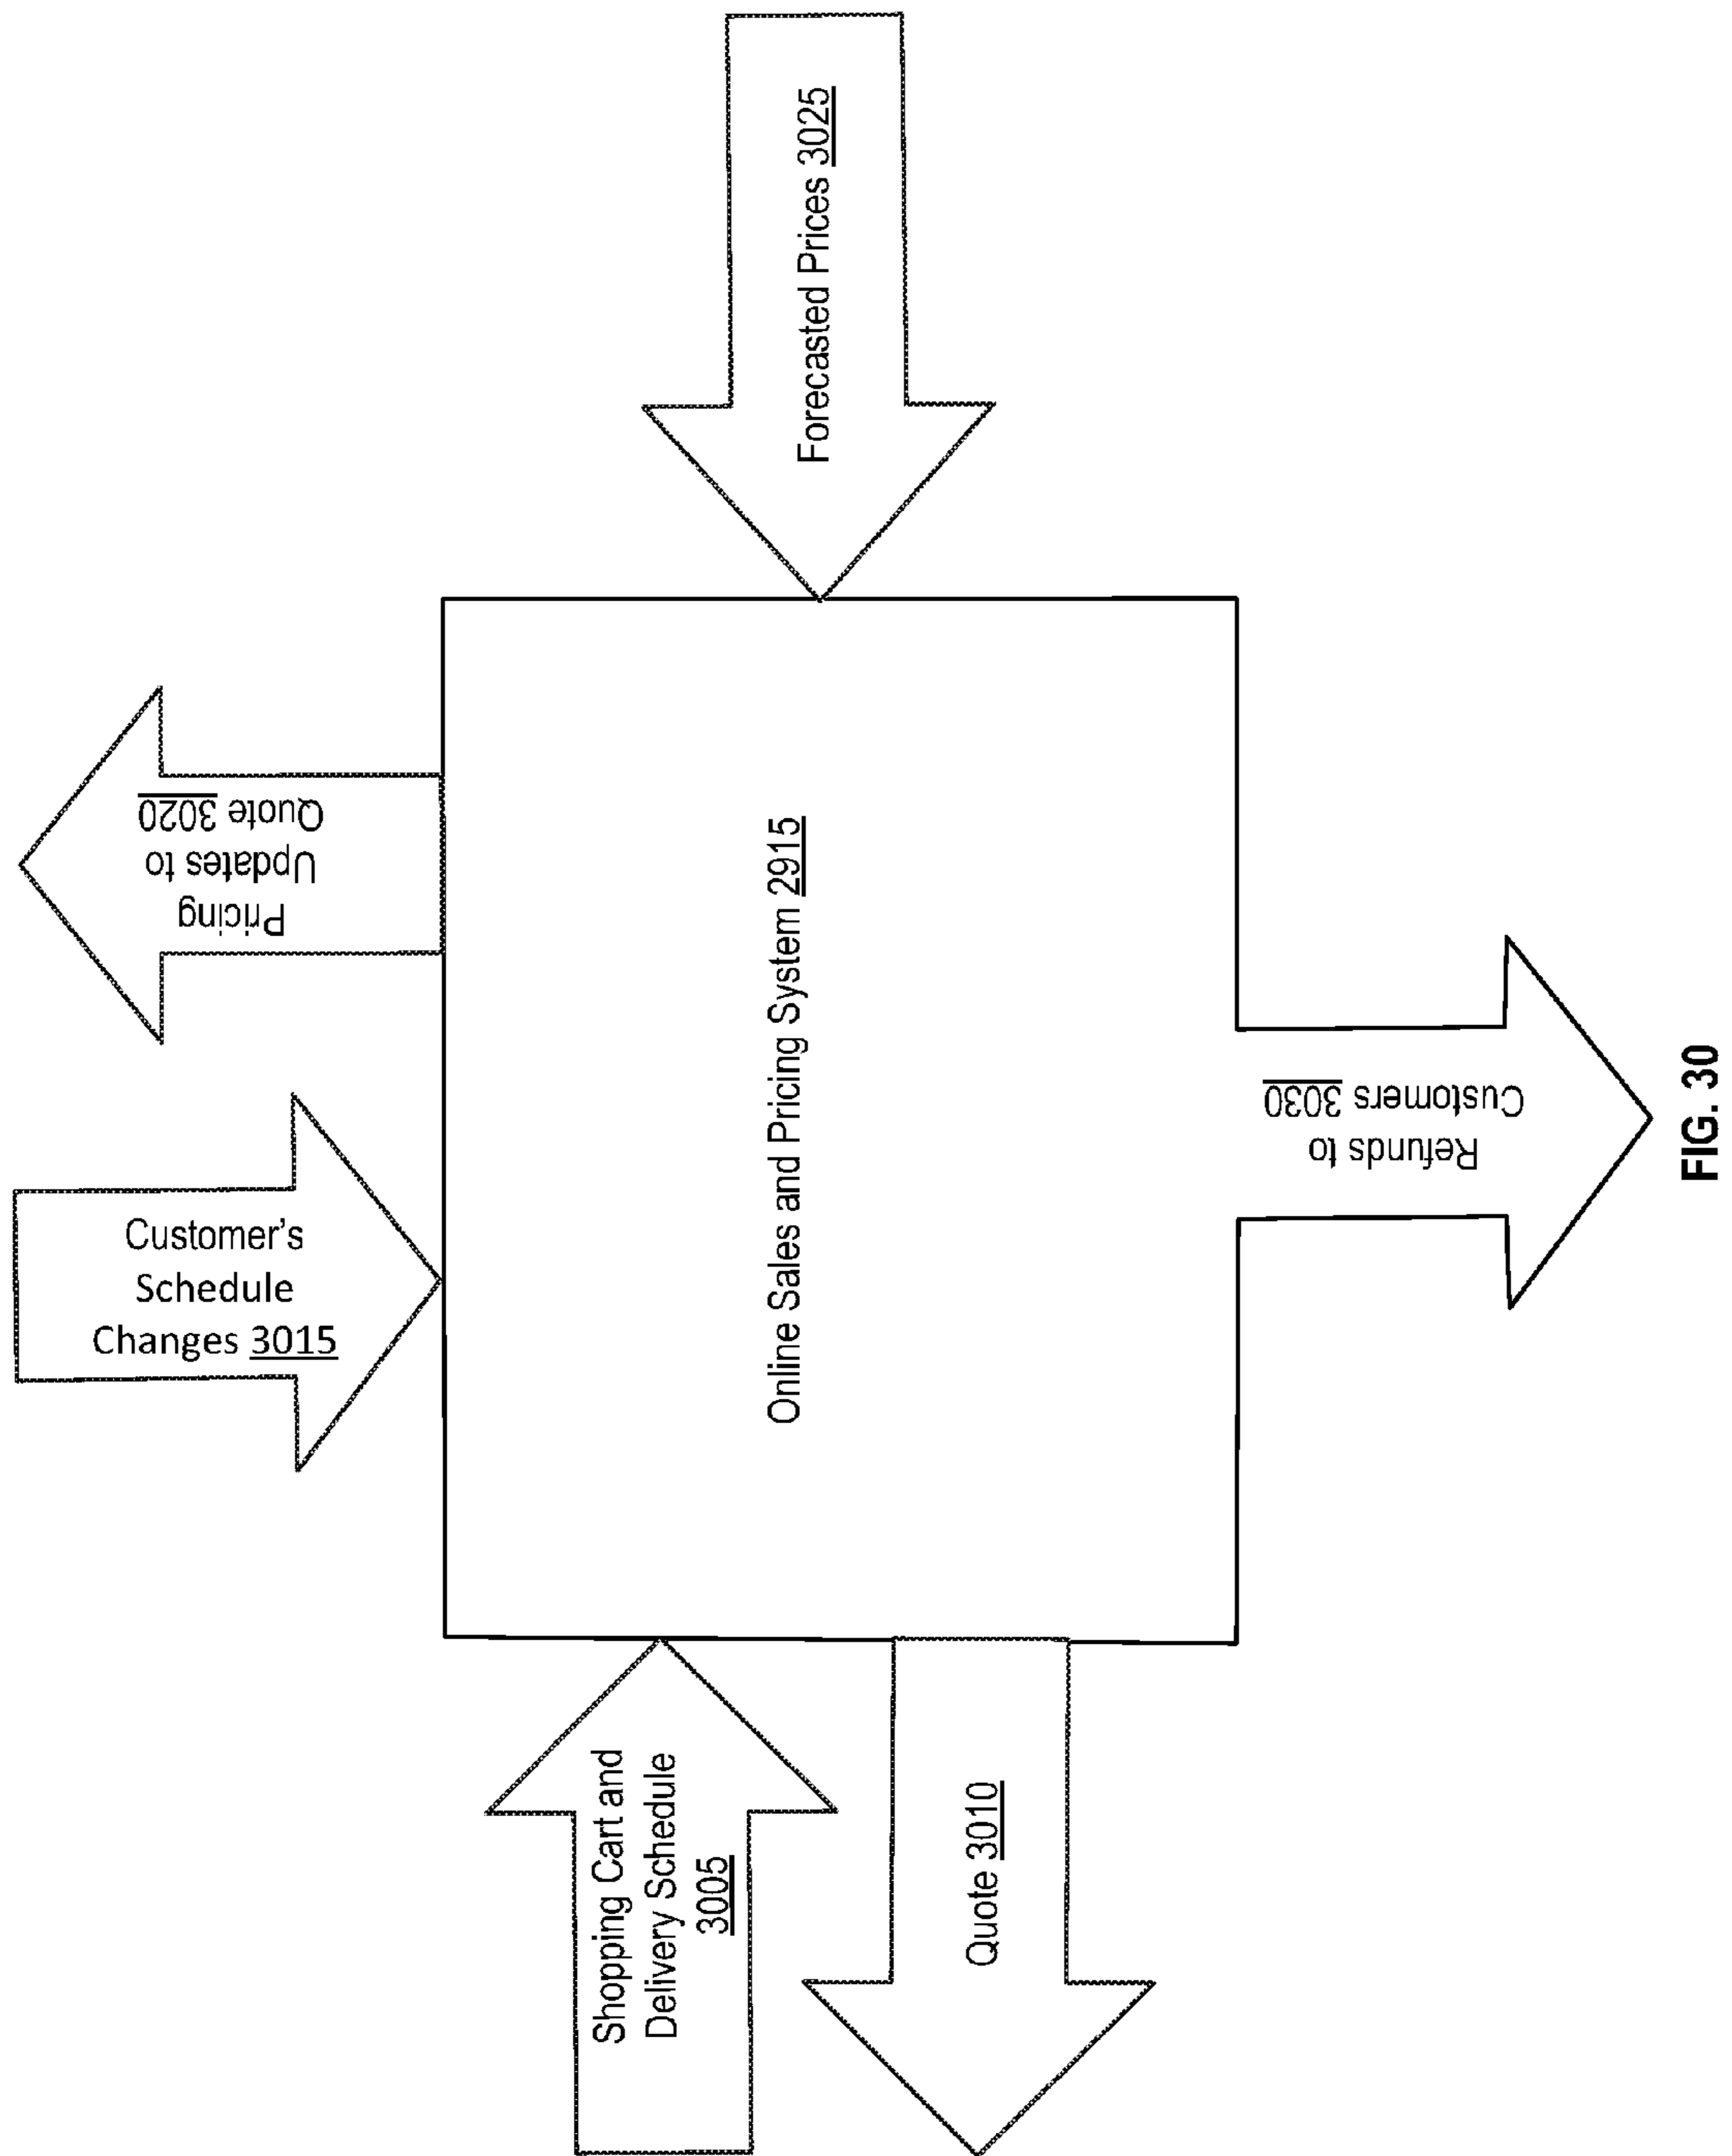 Customer's
Schedule
Changes 3015
Pricing
Updates to
Quote 3020
Shopping Cart and
Delivery Schedule
3005
Quote 3010
Online Sales and Pricing System 2915
Forecasted Prices 3025
Refunds to
Customers 3030
FIG. 30